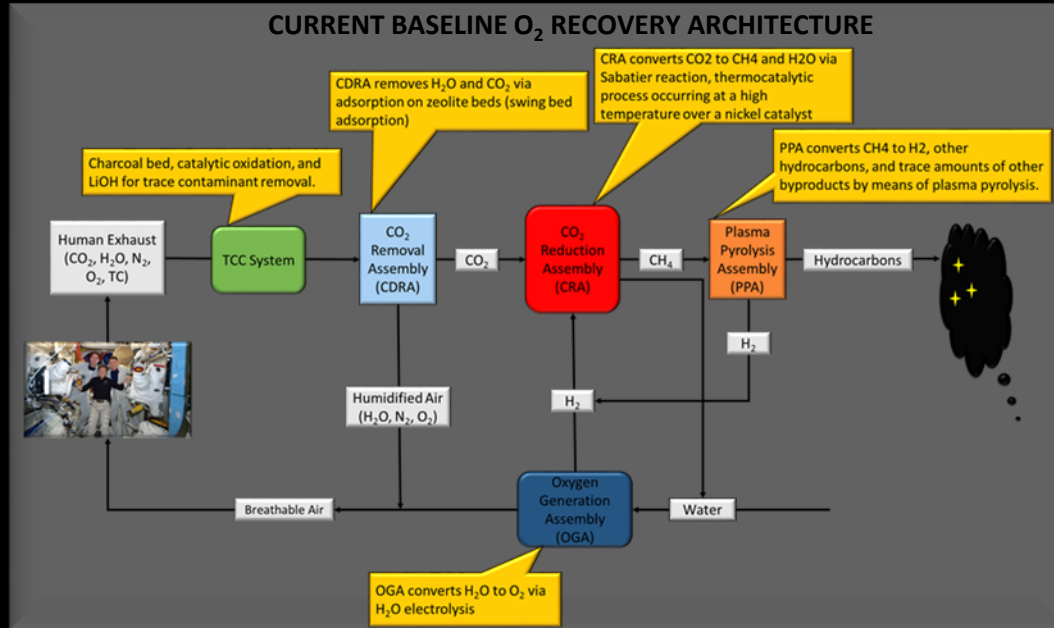 CURRENT BASELINE O₂ RECOVERY ARCHITECTURE
CRA converts CO2 to CH4 and H2O via
Sabatier reaction, thermocatalytic
process occurring at a high
temperature over a nickel catalyst
CDRA removes H₂O and CO₂ via
adsorption on zeolite beds (swing bed
adsorption)
PPA converts CH4 to H2, other
hydrocarbons, and trace amounts of other
byproducts by means of plasma pyrolysis.
Charcoal bed, catalytic oxidation, and
LiOH for trace contaminant removal.
Human Exhaust
(CO₂, H₂O, N₂,
O₂, TC)
TCC System
CO₂
Removal
Assembly
(CDRA)
CO₂
CO₂
Reduction
Assembly
(CRA)
CH₄
Plasma
Pyrolysis
Assembly
(PPA)
Hydrocarbons
H₂
Humidified Air
(H₂O, N₂, O₂)
H₂
Oxygen
Generation
Assembly
(OGA)
Breathable Air
Water
OGA converts H₂O to O₂ via
H₂O electrolysis